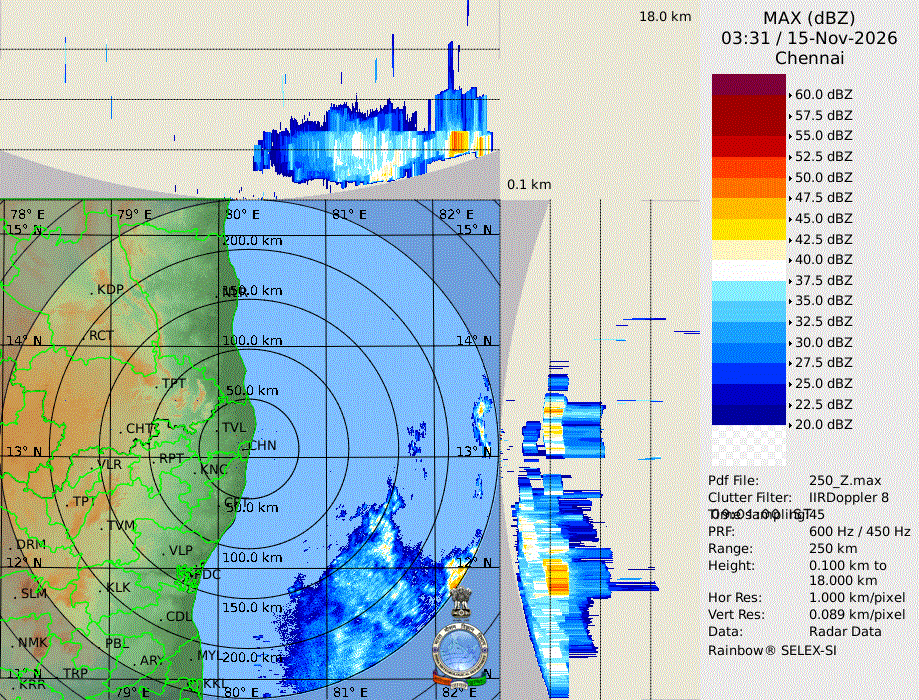 18.0 km
0.1 km
MAX (dBZ)
03:31 / 15-Nov-2026
Chennai
60.0 dBZ
57.5 dBZ
55.0 dBZ
52.5 dBZ
50.0 dBZ
47.5 dBZ
45.0 dBZ
42.5 dBZ
40.0 dBZ
37.5 dBZ
35.0 dBZ
32.5 dBZ
30.0 dBZ
27.5 dBZ
25.0 dBZ
22.5 dBZ
20.0 dBZ
Pdf File: 250_Z.max
Clutter Filter: IIRDoppler 8
PRF: 600 Hz / 450 Hz
Range: 250 km
Height: 0.100 km to
18.000 km
Hor Res: 1.000 km/pixel
Vert Res: 0.089 km/pixel
Data: Radar Data
Rainbow® SELEX-SI
78° E 79° E 80° E 81° E 82° E
15° N 15° N
200.0 km
KDP
150.0 km
RCT
14° N 100.0 km 14° N
TPT
50.0 km
CHT TVL
CHN
13° N 13° N
VLR RPT KNC
TPT 50.0 km
TVM
DRM VLP 100.0 km
12° N PDC 12° N
SLM KLK 150.0 km
CDL
NMK PBL
ARY MYL 200.0 km
TRP
KRR KKL
79° E 80° E 81° E 82° E